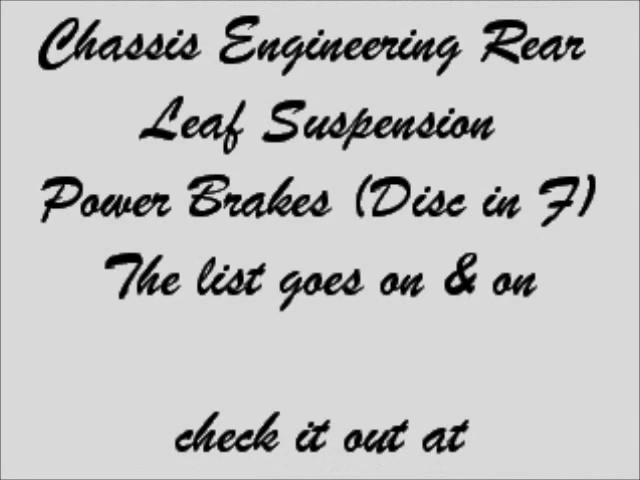 Chassis Engineering Rear
Leaf Suspension
Power Brakes (Disc in F)
The list goes on & on
check it out at